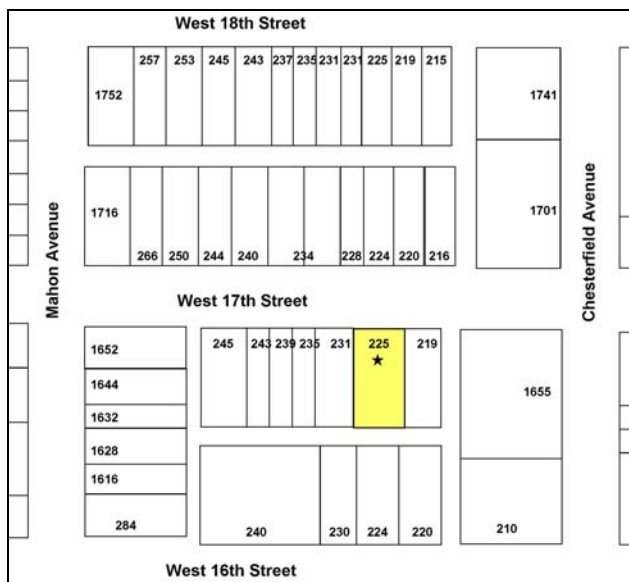 West 18th Street
257 253 245 243 237 235 231 231 225 219 215
1752
1741
1716
1701
266 250 244 240 234 228 224 220 216
Mahon Avenue
Chesterfield Avenue
West 17th Street
245 243 239 235 231 225 219
1652
1644
1632
1628
1616
284
1655
240 230 224 220
210
West 16th Street